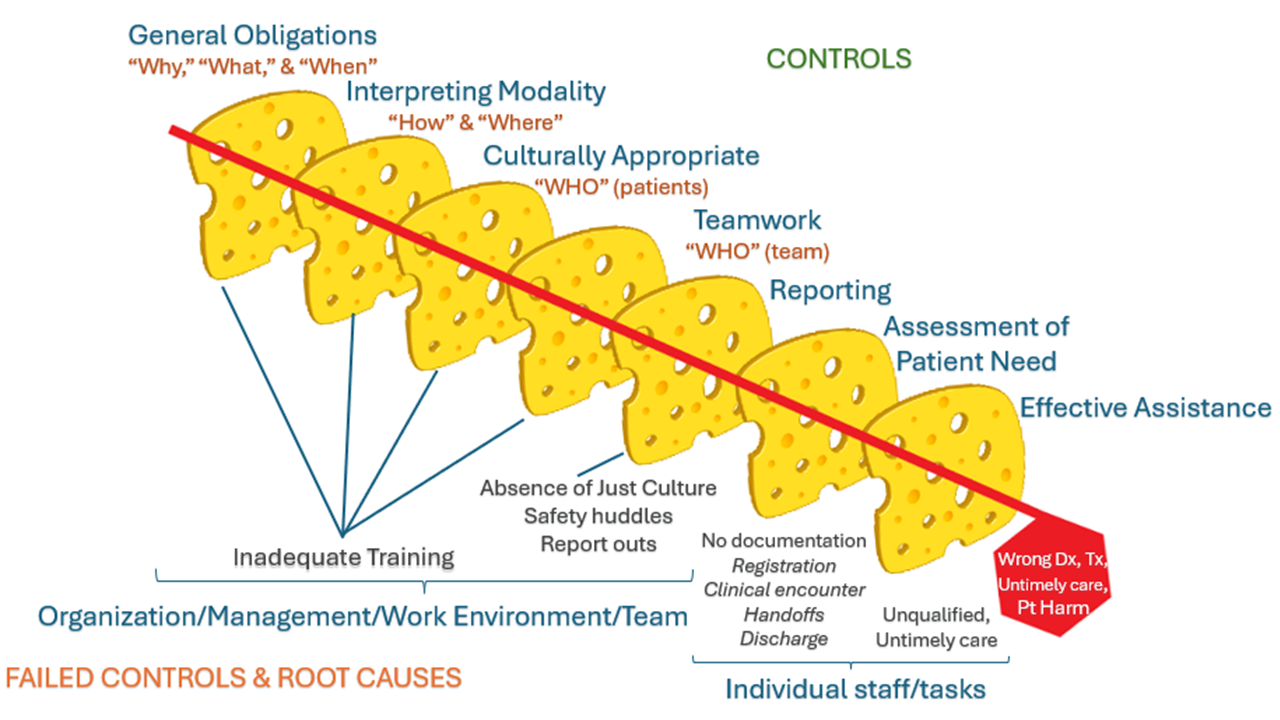 General Obligations
“Why,” “What,” & “When”
CONTROLS
Interpreting Modality
“How” & “Where”
Culturally Appropriate
“WHO” (patients)
Teamwork
“WHO” (team)
Reporting
Assessment of
Patient Need
Effective Assistance
Absence of Just Culture
Safety huddles
Report outs
Inadequate Training
No documentation
Registration
Clinical encounter
Handoffs
Discharge
Unqualified,
Untimely care
Wrong Dx, Tx,
Untimely care,
Pt Harm
Organization/Management/Work Environment/Team
Individual staff/tasks
FAILED CONTROLS & ROOT CAUSES